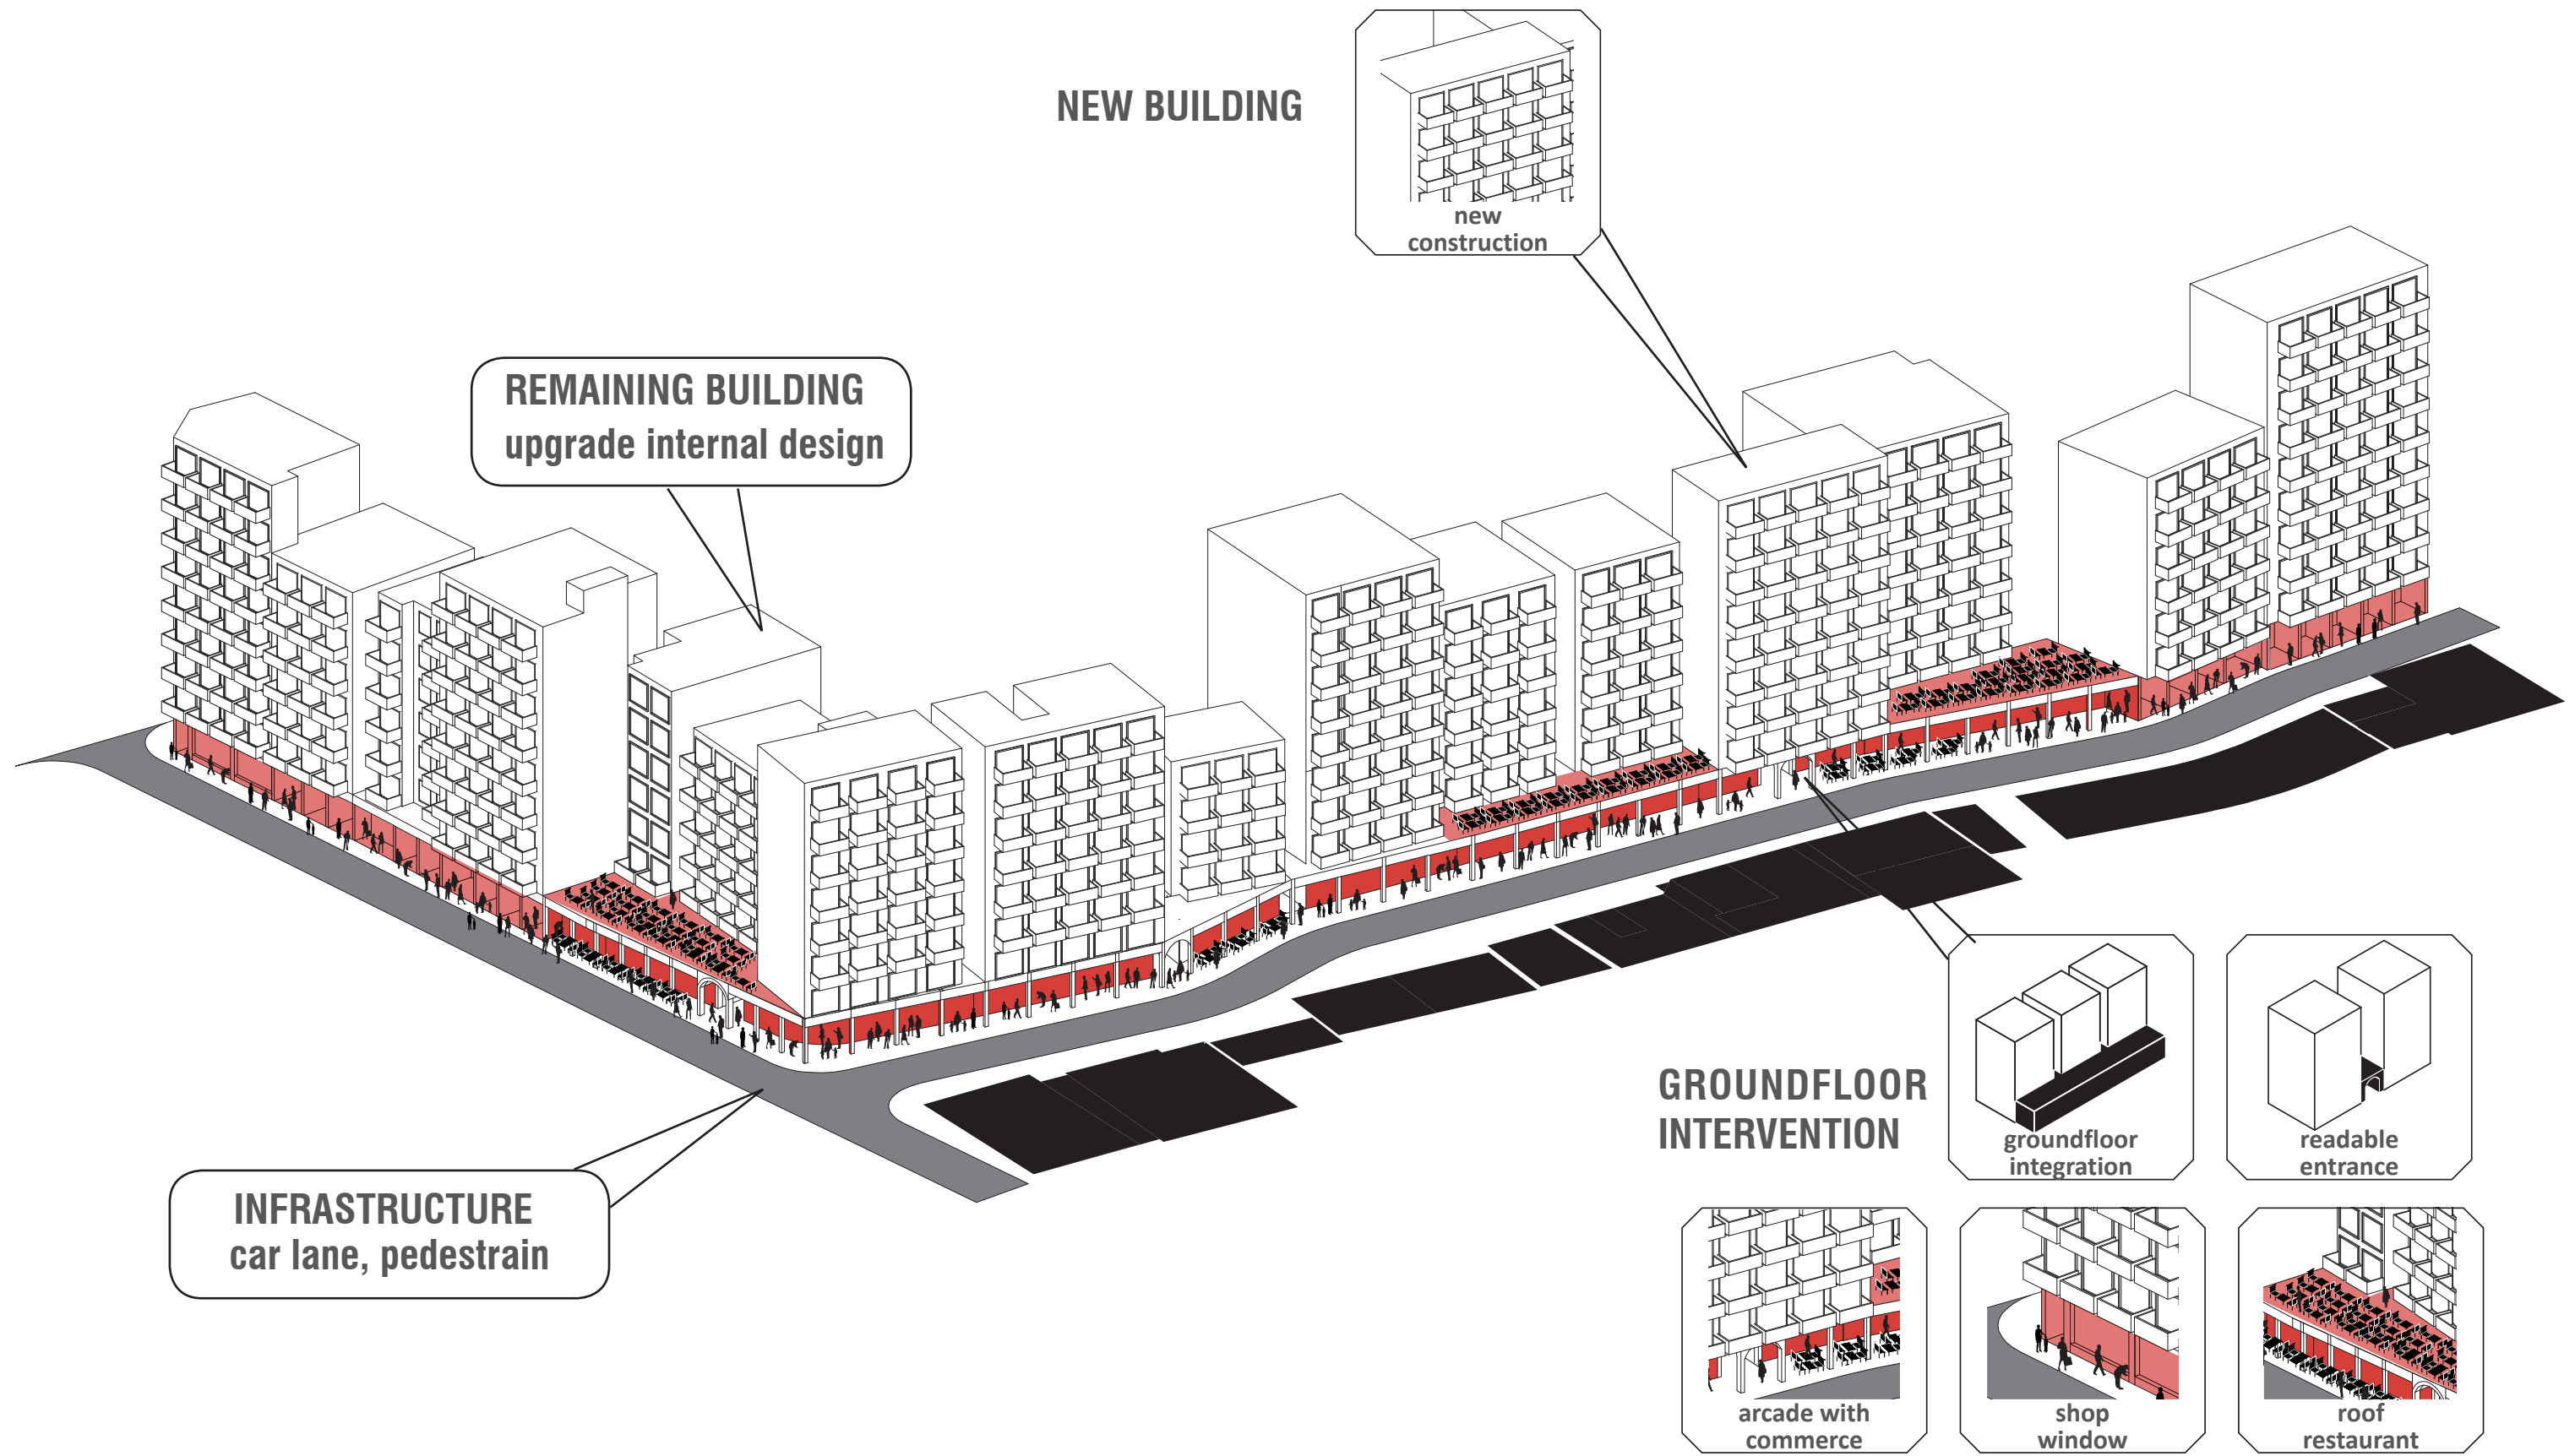 NEW BUILDING
new
construction
REMAINING BUILDING
upgrade internal design
INFRASTRUCTURE
car lane, pedestrain
GROUNDFLOOR
INTERVENTION
groundfloor
integration
readable
entrance
arcade with
commerce
shop
window
roof
restaurant